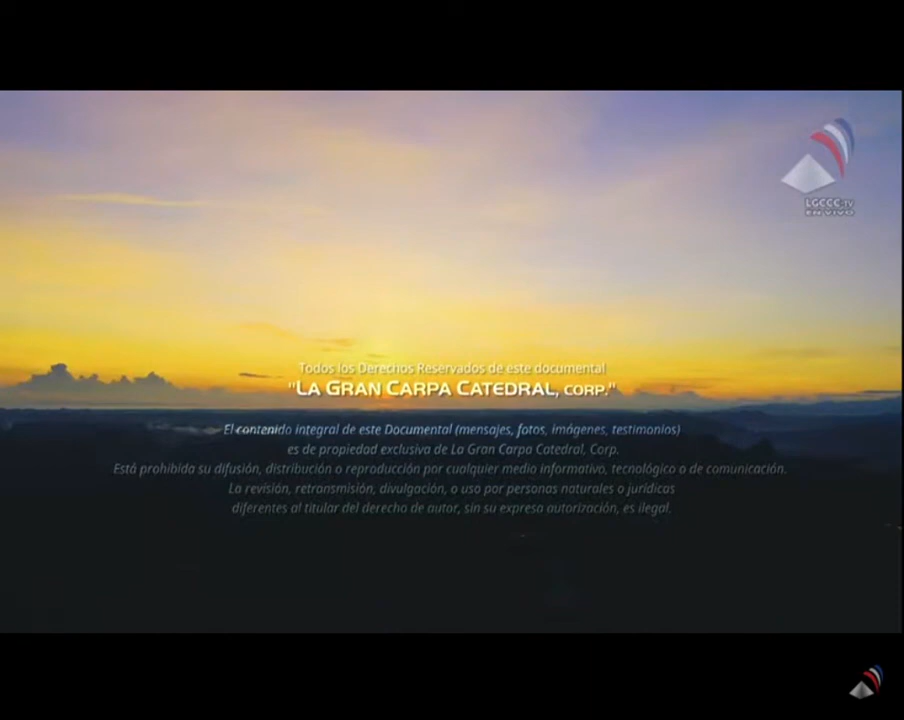 LGCCC.TV
EN VIVO
Todos los Derechos Reservados de este documental
"LA GRAN CARPA CATEDRAL, CORP."
El contenido integral de este Documental (mensajes, fotos, imágenes, testimonios)
es de propiedad exclusiva de La Gran Carpa Catedral, Corp.
Está prohibida su difusión, distribución o reproducción por cualquier medio informativo, tecnológico o de comunicación.
La revisión, retransmisión, divulgación, o uso por personas naturales o jurídicas
diferentes al titular del derecho de autor, sin su expresa autorización, es ilegal.